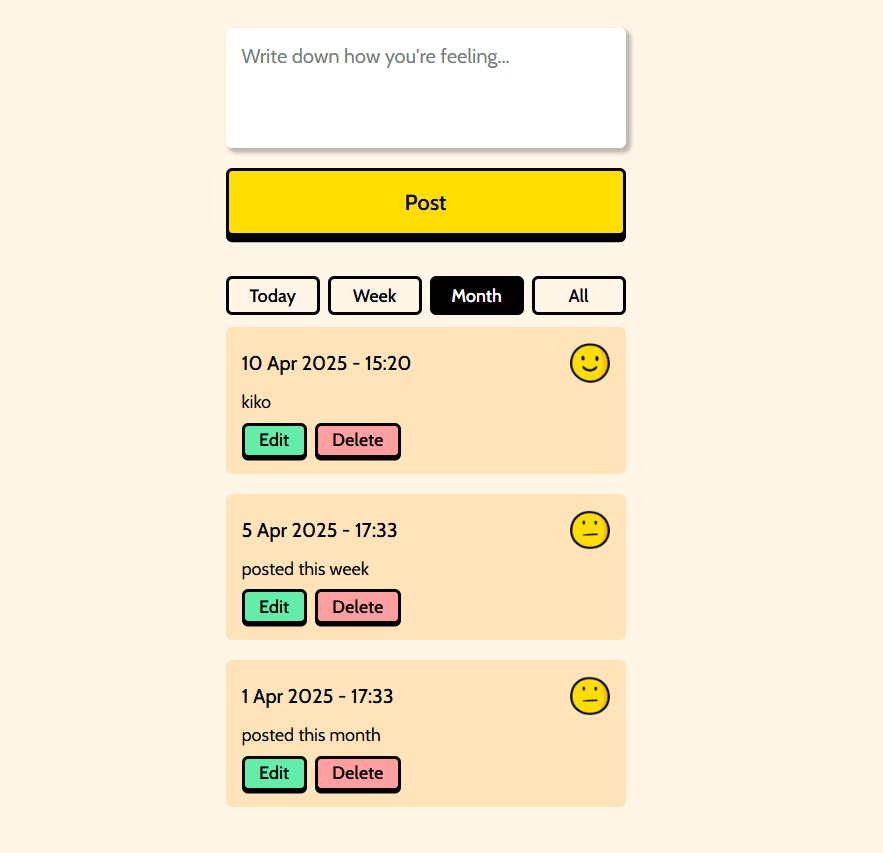 Write down how you're feeling...
Post
Today Week Month All
10 Apr 2025 - 15:20
kiko
Edit Delete
5 Apr 2025 - 17:33
posted this week
Edit Delete
1 Apr 2025 - 17:33
posted this month
Edit Delete